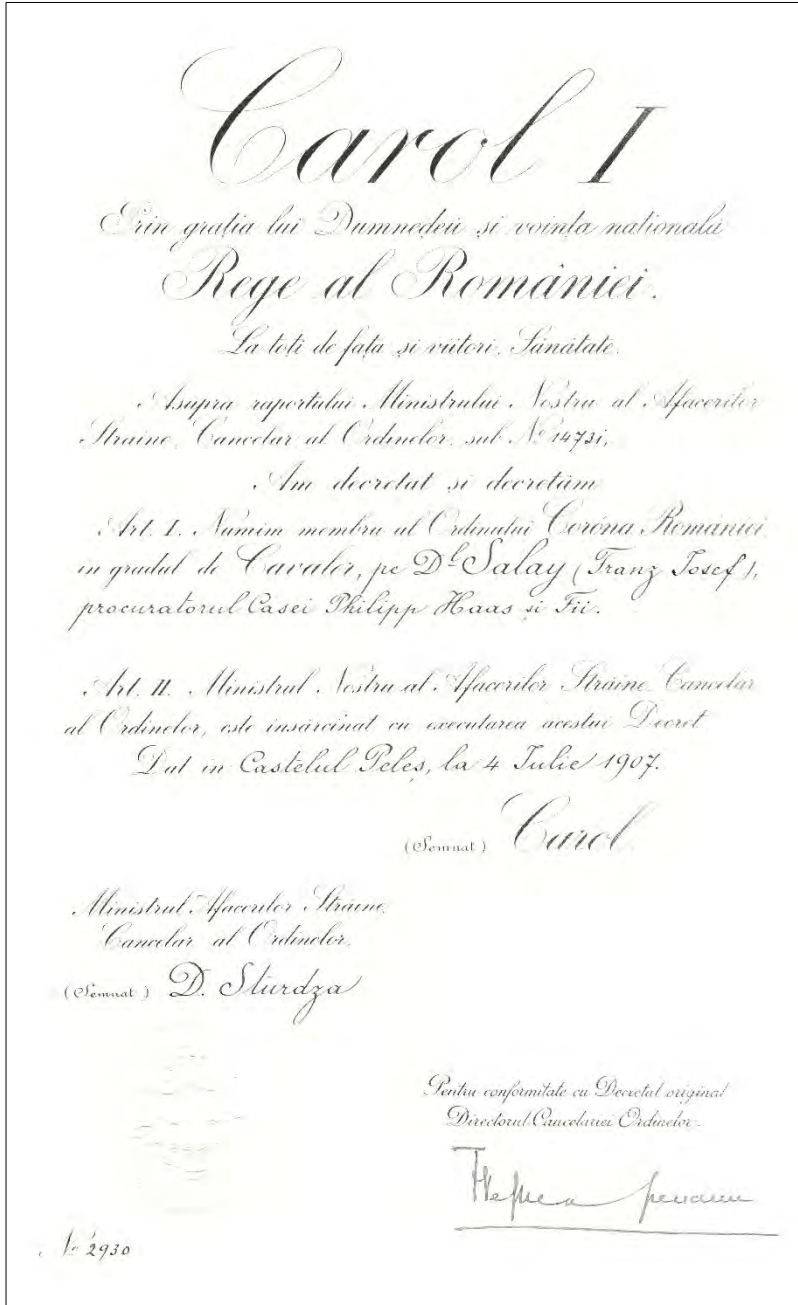 Carol I
Prin grația lui Dumnedeu și voința națională
Rege al României.
La toți de față și viitori, Sănătate.
Asupra raportului Ministrului Nostru al Afacerilor
Străine, Cancelar al Ordinelor, sub No 14731,
Am decretat și decretăm
Art. I. Numim membru al Ordinului Coróna României
in gradul de Cavaler, pe Dl Salay (Franz Josef),
procuratorul Casei Philipp Haas și Fii.
Art. II. Ministrul Nostru al Afacerilor Străine, Cancelar
al Ordinelor, este insărcinat cu executarea acestui Decret
Dat in Castelul Peleș, la 4 Iulie 1907.
(Semnat) Carol
Ministrul Afacerilor Străine,
Cancelar al Ordinelor.
(Semnat) D. Sturdza
Pentru conformitate cu Decretul original
Directorul Cancelariei Ordinelor.
No 2930